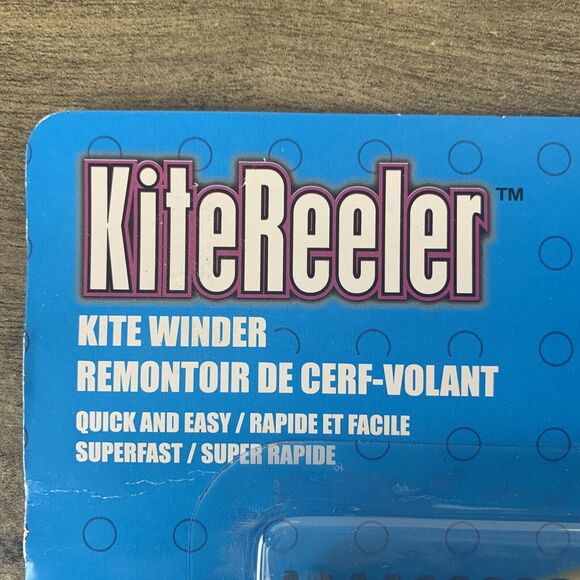 KiteReeler™
KITE WINDER
REMONTOIR DE CERF-VOLANT
QUICK AND EASY / RAPIDE ET FACILE
SUPERFAST / SUPER RAPIDE